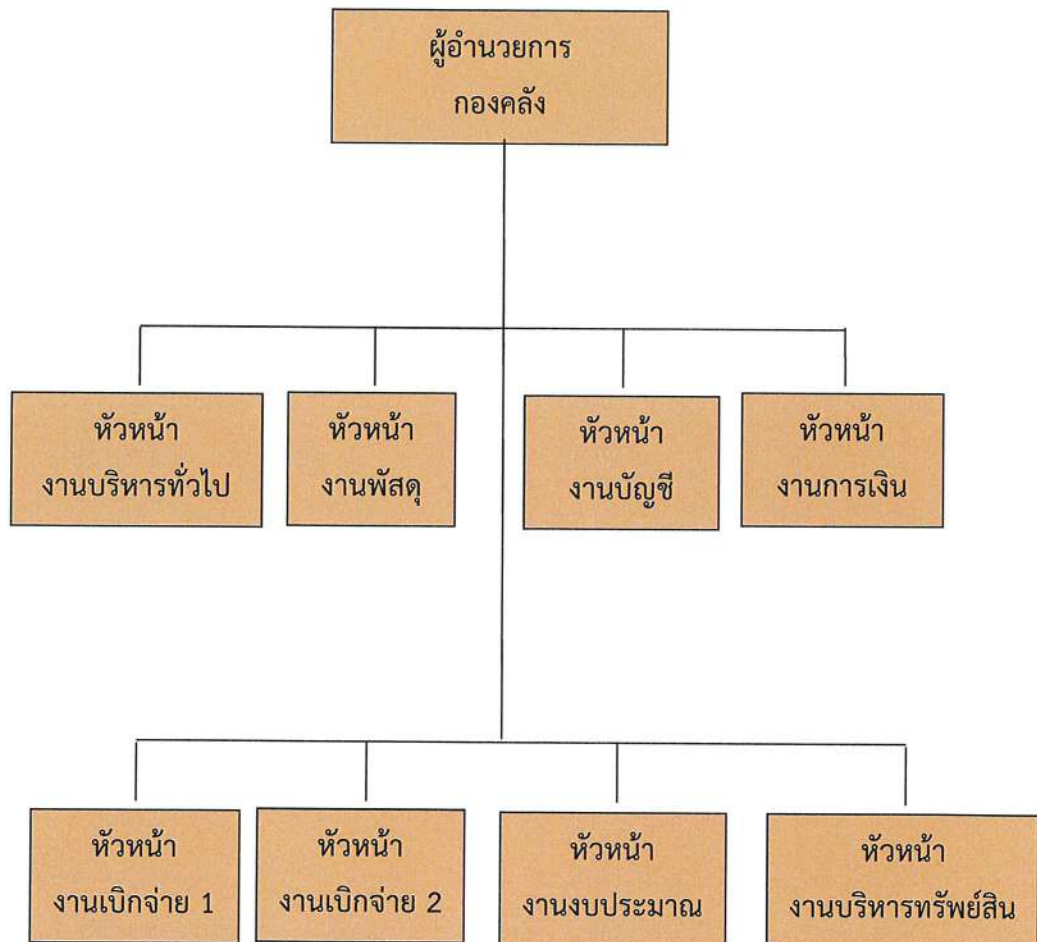 ผู้อำนวยการ
กองคลัง
หัวหน้า
งานบริหารทั่วไป
หัวหน้า
งานพัสดุ
หัวหน้า
งานบัญชี
หัวหน้า
งานการเงิน
หัวหน้า
งานเบิกจ่าย 1
หัวหน้า
งานเบิกจ่าย 2
หัวหน้า
งานงบประมาณ
หัวหน้า
งานบริหารทรัพย์สิน